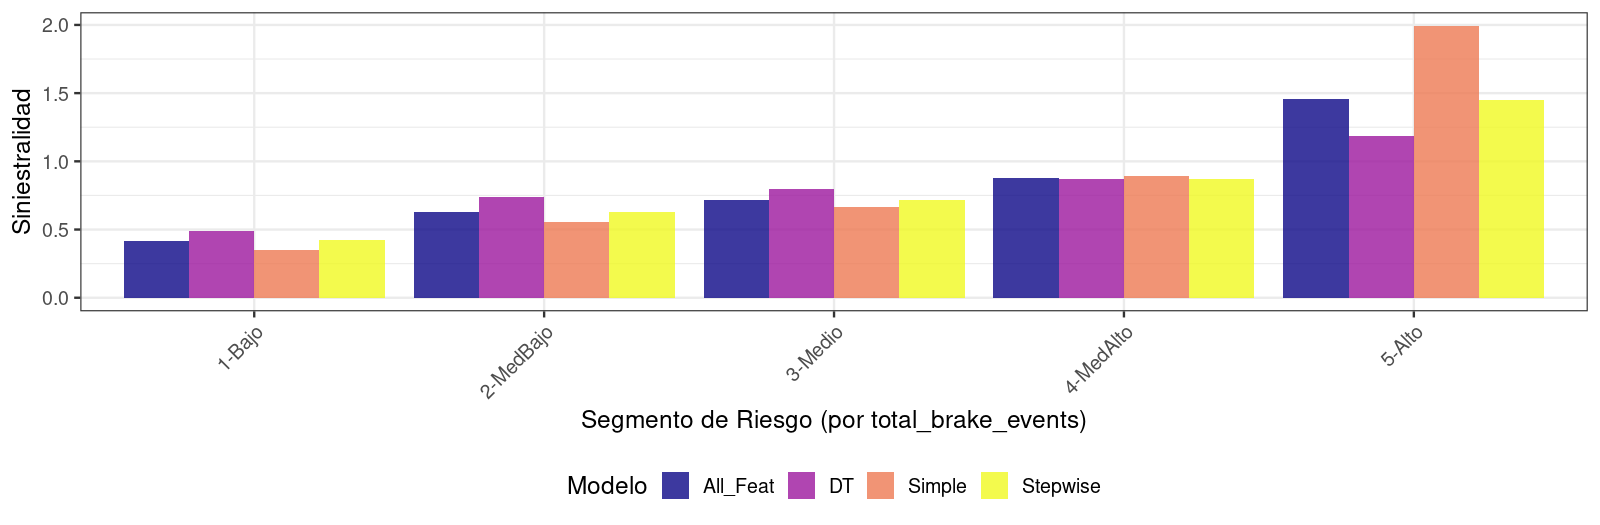 Siniestralidad
2.0
1.5
1.0
0.5
0.0
1-Bajo
2-MedBajo
3-Medio
4-MedAlto
5-Alto
Segmento de Riesgo (por total_brake_events)
Modelo All_Feat DT Simple Stepwise